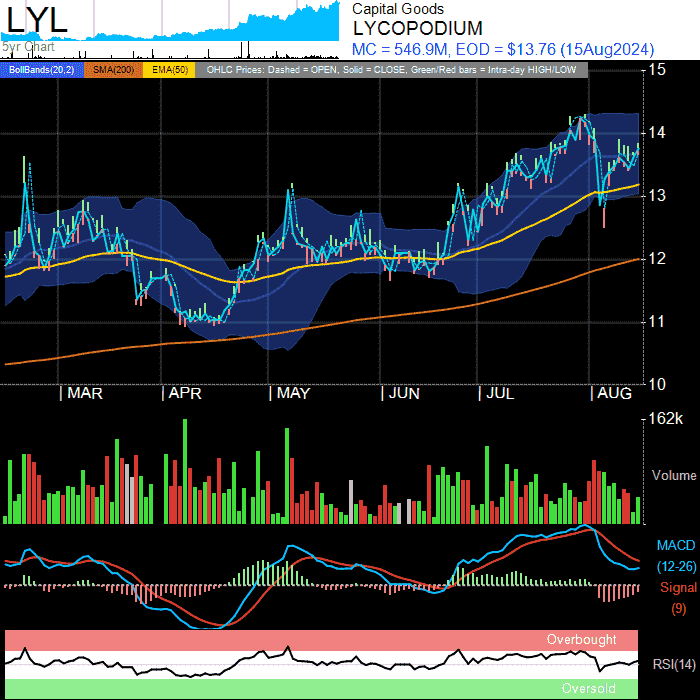 LYL
5yr Chart
Capital Goods
LYCOPODIUM
MC = 546.9M, EOD = $13.76 (15Aug2024)
BollBands(20,2) SMA(200) EMA(50) OHLC Prices: Dashed = OPEN, Solid = CLOSE, Green/Red bars = Intra-day HIGH/LOW
15
14
13
12
11
10
| MAR | APR | MAY | JUN | JUL | AUG
162k
Volume
MACD
(12-26)
Signal
(9)
Overbought
RSI(14)
Oversold